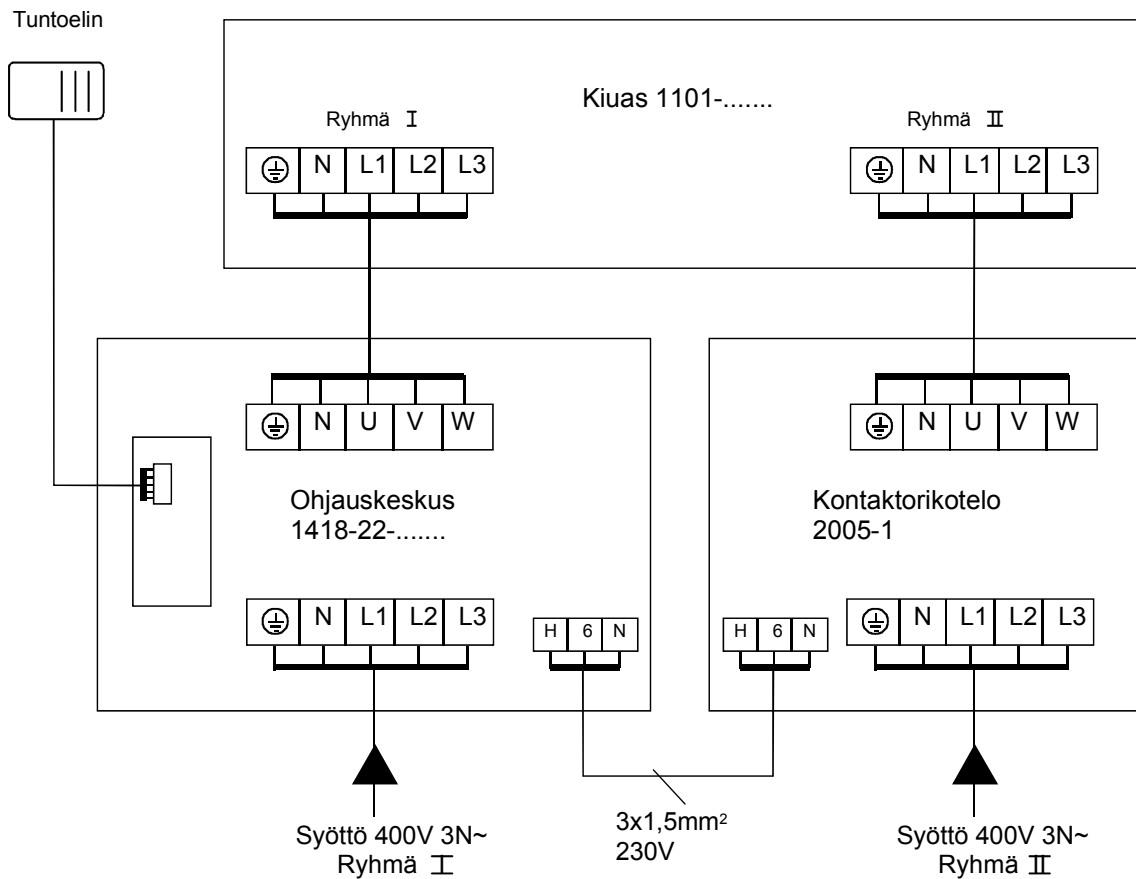 Tuntoelin
Kiuas 1101-.......
Ryhmä I
Ryhmä II
⏚ N L1 L2 L3
⏚ N L1 L2 L3
⏚ N U V W
⏚ N U V W
Ohjauskeskus
1418-22-.......
Kontaktorikotelo
2005-1
⏚ N L1 L2 L3
H 6 N
H 6 N
⏚ N L1 L2 L3
Syöttö 400V 3N~
Ryhmä I
3x1,5mm²
230V
Syöttö 400V 3N~
Ryhmä II